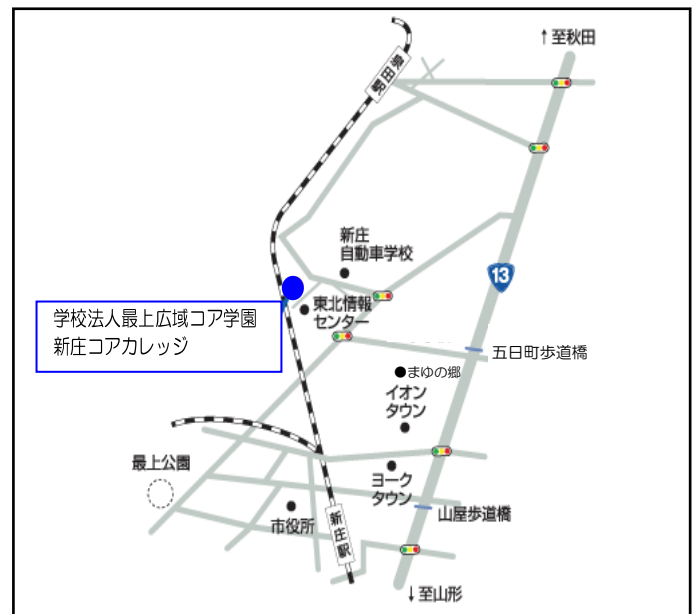 ↑至秋田
泉田駅
13
新庄
自動車学校
東北情報
センター
学校法人最上広域コア学園
新庄コアカレッジ
五日町歩道橋
まゆの郷
イオン
タウン
最上公園
ヨーク
タウン
市役所
新庄駅
山屋歩道橋
↓至山形